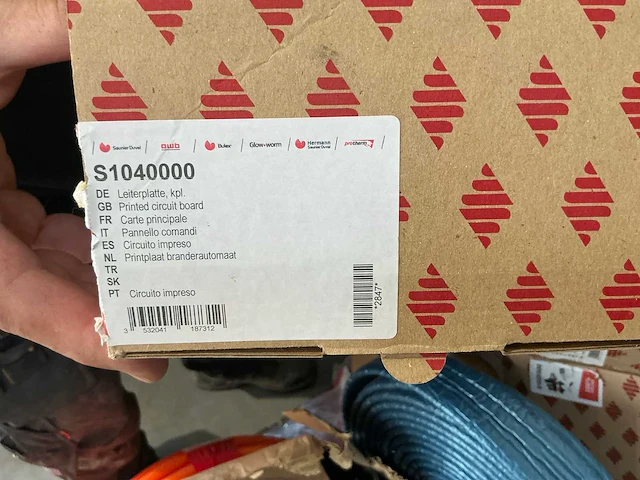 Saunier Duval awb Bulex Glow-worm Hermann Saunier Duval protherm
S1040000
DE Leiterplatte, kpl.
GB Printed circuit board
FR Carte principale
IT Pannello comandi
ES Circuito impreso
NL Printplaat branderautomaat
TR
SK
PT Circuito impreso
3 532041 187312
*2847*